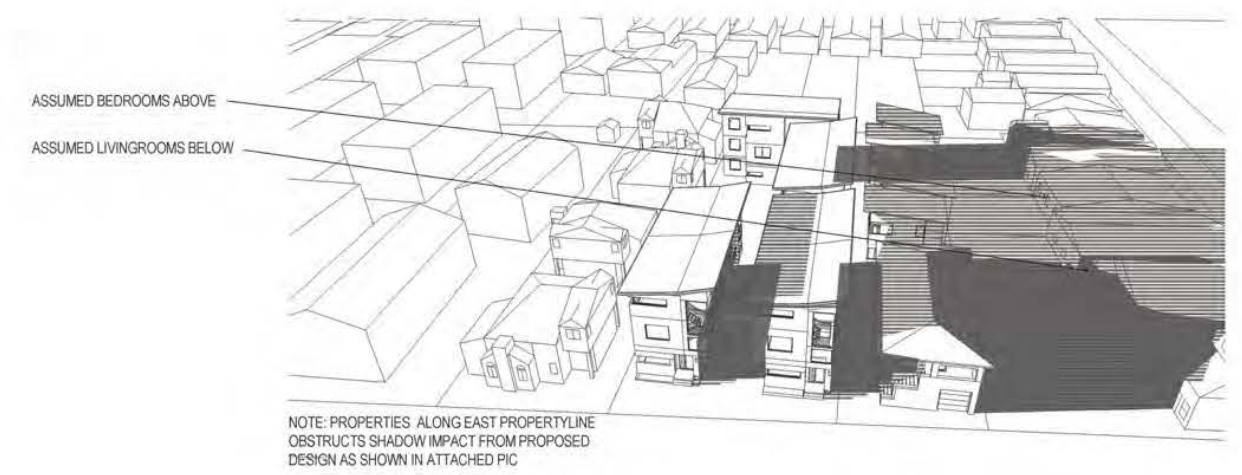 ASSUMED BEDROOMS ABOVE
ASSUMED LIVINGROOMS BELOW
NOTE: PROPERTIES ALONG EAST PROPERTYLINE
OBSTRUCTS SHADOW IMPACT FROM PROPOSED
DESIGN AS SHOWN IN ATTACHED PIC